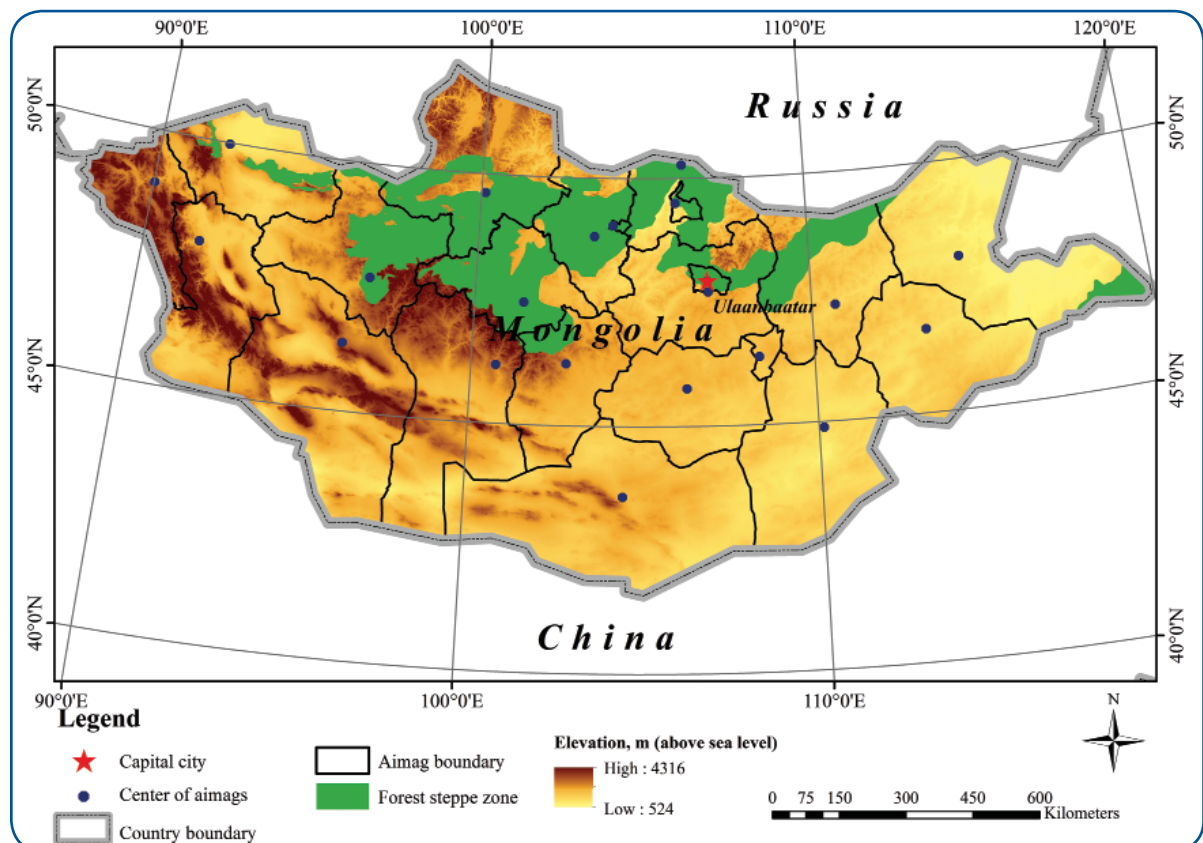 90°0'E 100°0'E 110°0'E 120°0'E
50°0'N
50°0'N
Russia
Ulaanbaatar
Mongolia
45°0'N
45°0'N
China
40°0'N
40°0'N
90°0'E 100°0'E 110°0'E
Legend
Capital city
Center of aimags
Country boundary
Aimag boundary
Forest steppe zone
Elevation, m (above sea level)
High : 4316
Low : 524
N
0 75 150 300 450 600
Kilometers